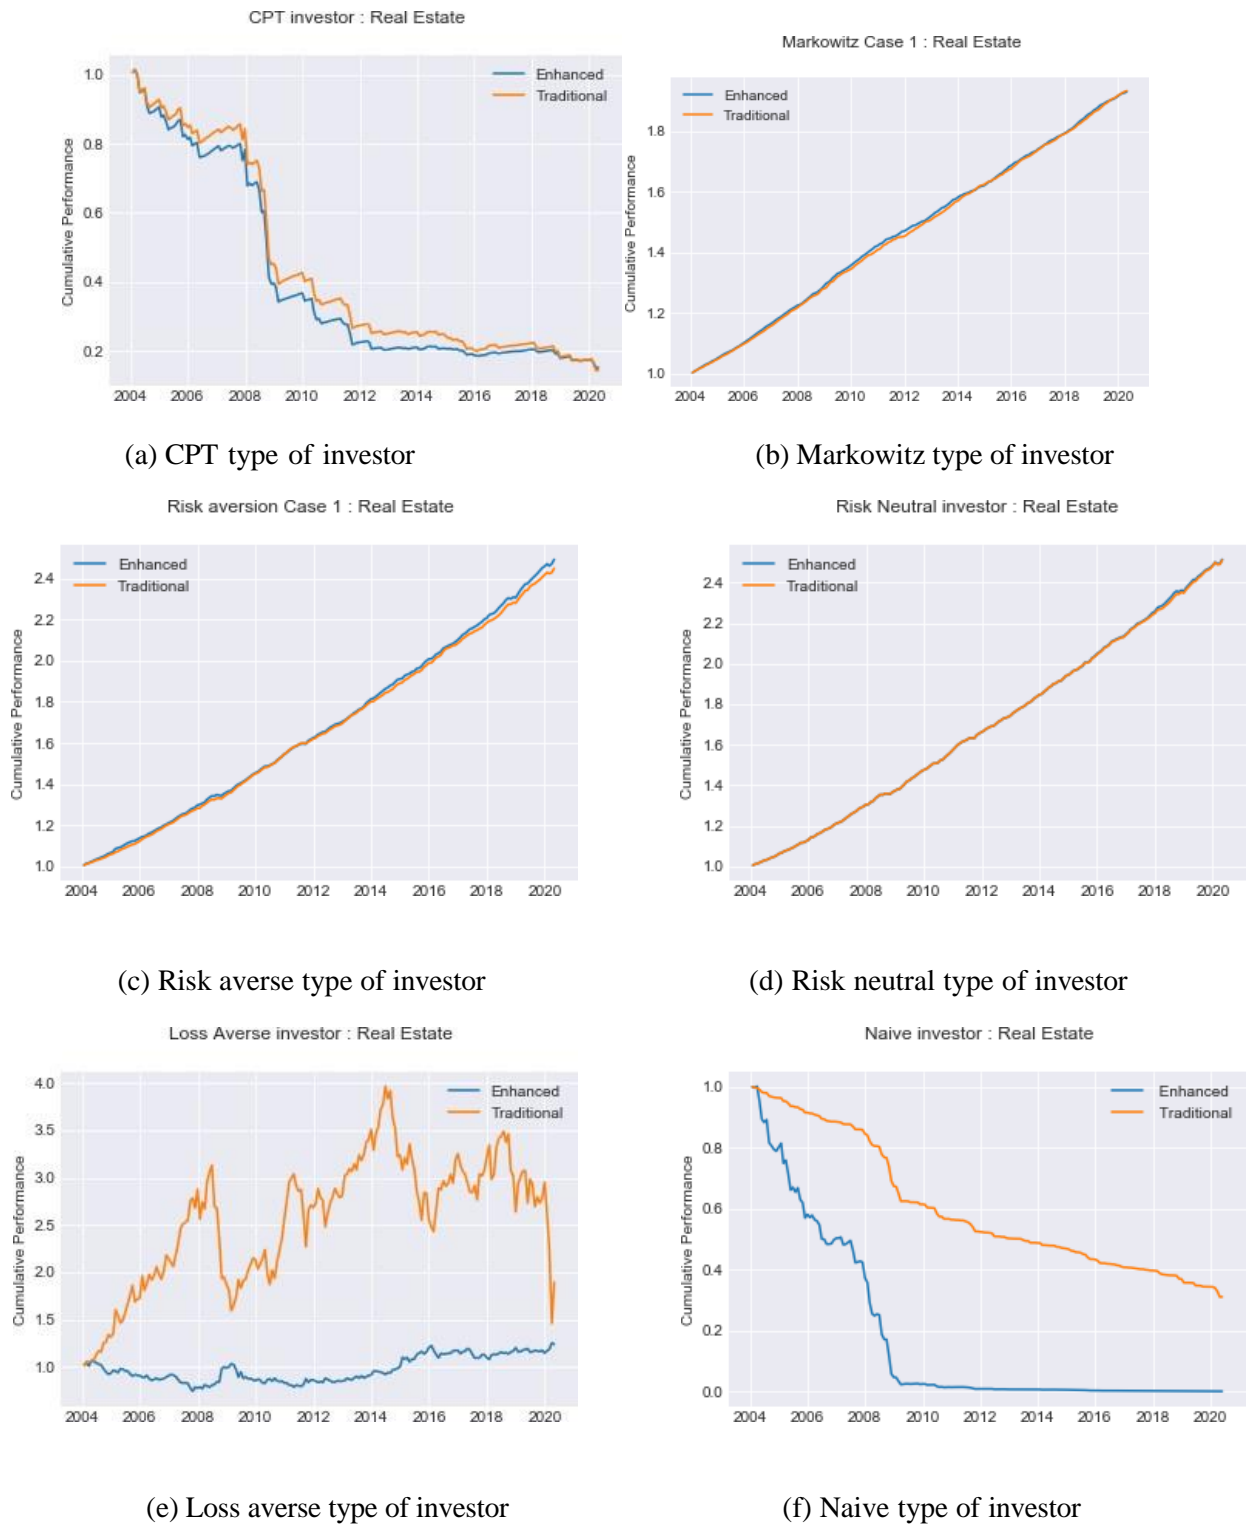 CPT investor : Real Estate
Cumulative Performance
1.0
0.8
0.6
0.4
0.2
Enhanced
Traditional
2004 2006 2008 2010 2012 2014 2016 2018 2020
(a) CPT type of investor
Markowitz Case 1 : Real Estate
Cumulative Performance
1.8
1.6
1.4
1.2
1.0
Enhanced
Traditional
2004 2006 2008 2010 2012 2014 2016 2018 2020
(b) Markowitz type of investor
Risk aversion Case 1 : Real Estate
Cumulative Performance
2.4
2.2
2.0
1.8
1.6
1.4
1.2
1.0
Enhanced
Traditional
2004 2006 2008 2010 2012 2014 2016 2018 2020
(c) Risk averse type of investor
Risk Neutral investor : Real Estate
Cumulative Performance
2.4
2.2
2.0
1.8
1.6
1.4
1.2
1.0
Enhanced
Traditional
2004 2006 2008 2010 2012 2014 2016 2018 2020
(d) Risk neutral type of investor
Loss Averse investor : Real Estate
Cumulative Performance
4.0
3.5
3.0
2.5
2.0
1.5
1.0
Enhanced
Traditional
2004 2006 2008 2010 2012 2014 2016 2018 2020
(e) Loss averse type of investor
Naive investor : Real Estate
Cumulative Performance
1.0
0.8
0.6
0.4
0.2
0.0
Enhanced
Traditional
2004 2006 2008 2010 2012 2014 2016 2018 2020
(f) Naive type of investor